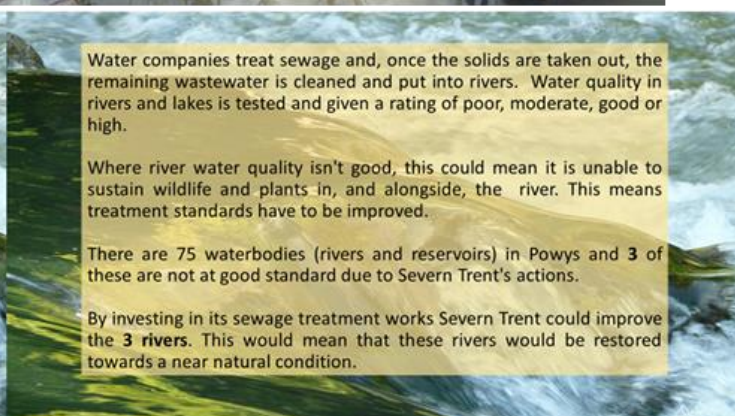 Water companies treat sewage and, once the solids are taken out, the
remaining wastewater is cleaned and put into rivers. Water quality in
rivers and lakes is tested and given a rating of poor, moderate, good or
high.
Where river water quality isn't good, this could mean it is unable to
sustain wildlife and plants in, and alongside, the river. This means
treatment standards have to be improved.
There are 75 waterbodies (rivers and reservoirs) in Powys and 3 of
these are not at good standard due to Severn Trent's actions.
By investing in its sewage treatment works Severn Trent could improve
the 3 rivers. This would mean that these rivers would be restored
towards a near natural condition.